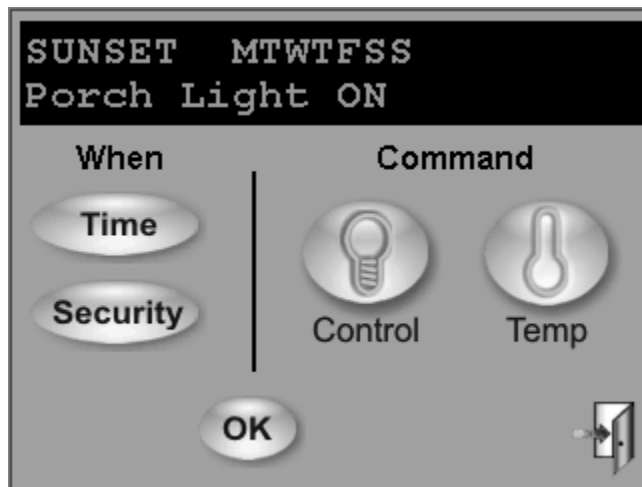 SUNSET MTWTFSS
Porch Light ON
When
Command
Time
Security
Control
Temp
OK